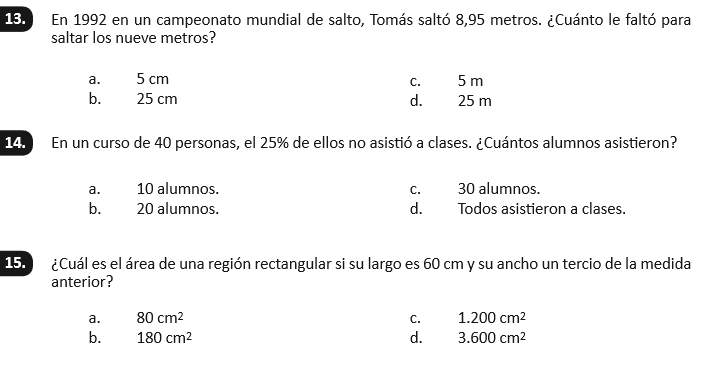 13. En 1992 en un campeonato mundial de salto, Tomás saltó 8,95 metros. ¿Cuánto le faltó para
saltar los nueve metros?
a. 5 cm
b. 25 cm
c. 5 m
d. 25 m
14. En un curso de 40 personas, el 25% de ellos no asistió a clases. ¿Cuántos alumnos asistieron?
a. 10 alumnos.
b. 20 alumnos.
c. 30 alumnos.
d. Todos asistieron a clases.
15. ¿Cuál es el área de una región rectangular si su largo es 60 cm y su ancho un tercio de la medida
anterior?
a. 80 cm2
b. 180 cm2
c. 1.200 cm2
d. 3.600 cm2